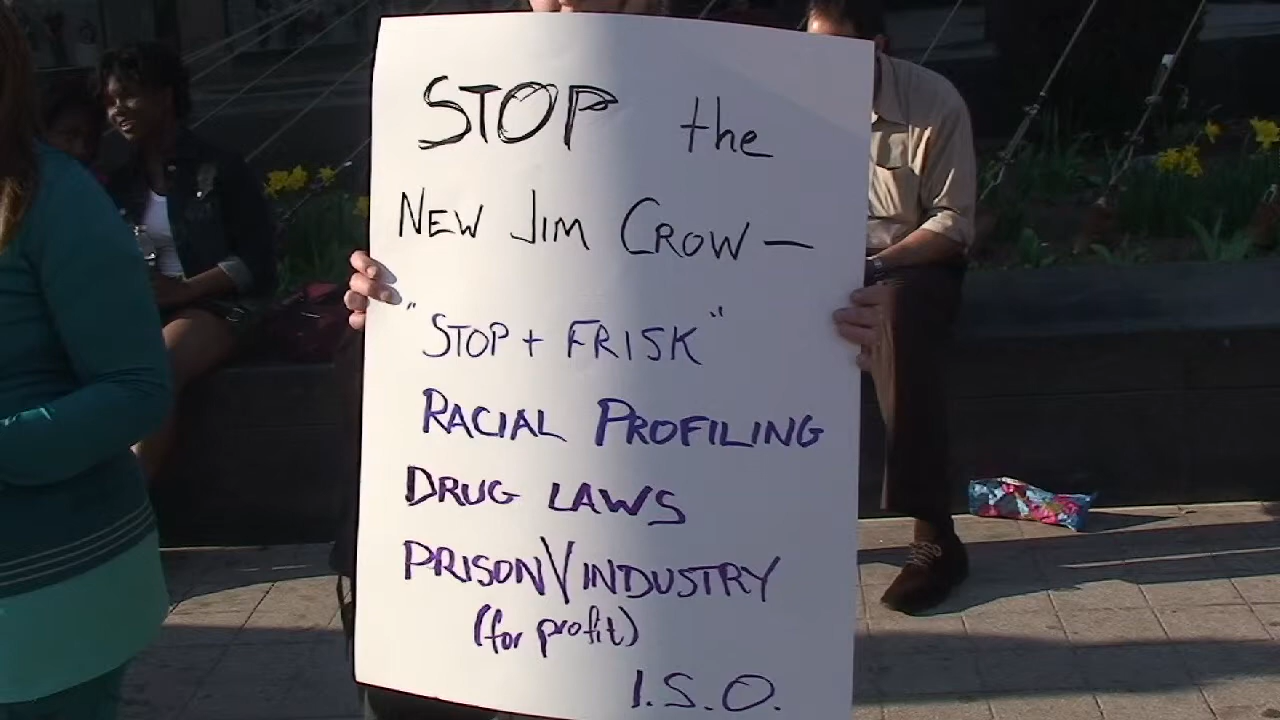 STOP the
NEW JIM CROW —
"STOP + FRISK"
RACIAL PROFILING
DRUG LAWS
PRISON\/INDUSTRY
(for profit)
I.S.O.